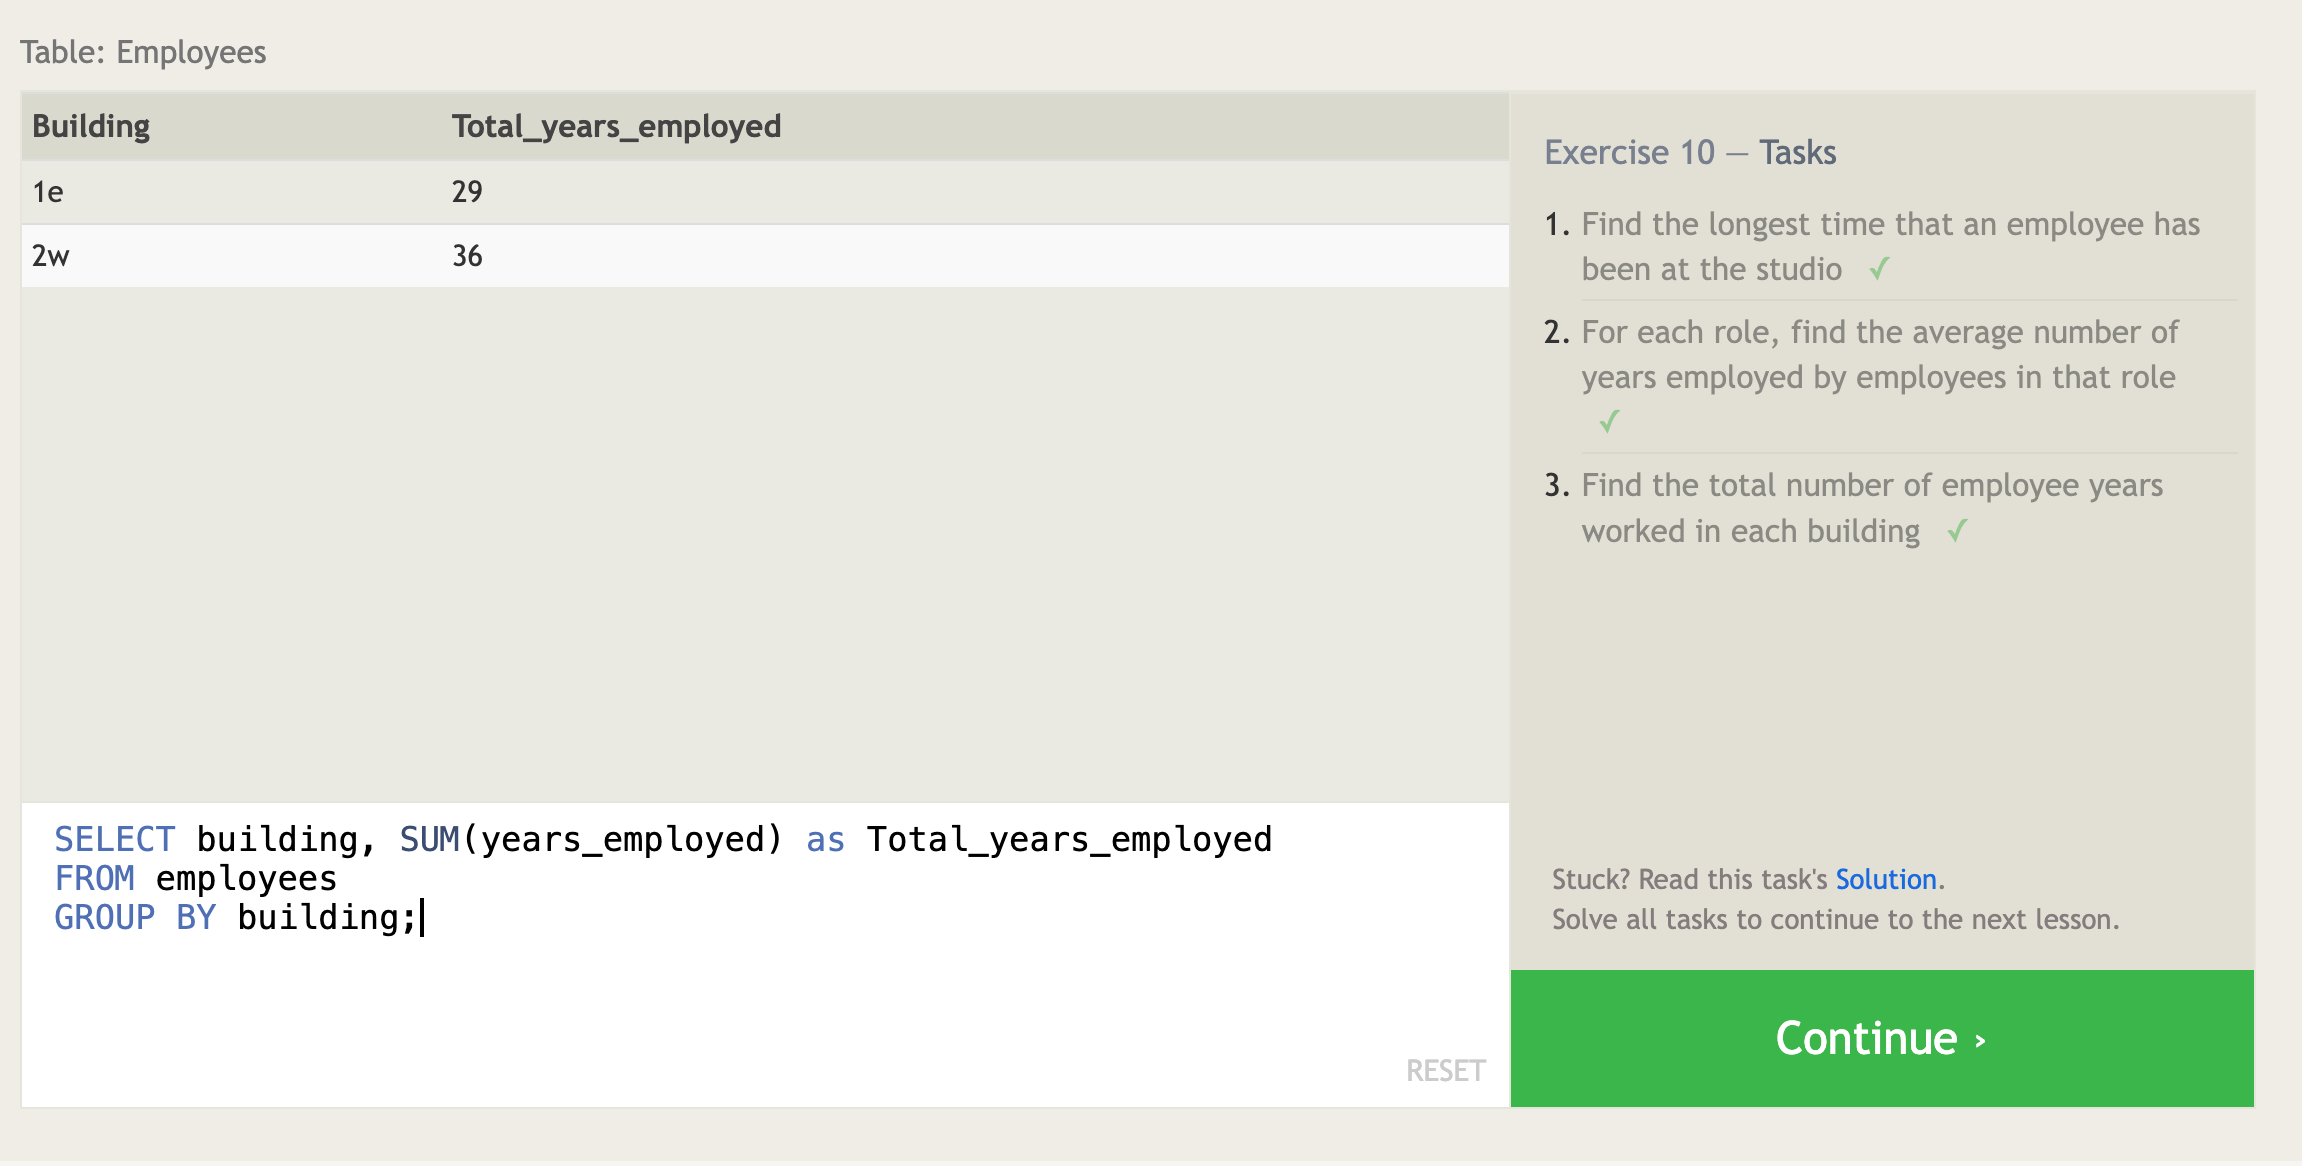 Table: Employees
Building Total_years_employed
1e 29
2w 36
SELECT building, SUM(years_employed) as Total_years_employed
FROM employees
GROUP BY building;
RESET
Exercise 10 — Tasks
1. Find the longest time that an employee has
been at the studio ✓
2. For each role, find the average number of
years employed by employees in that role
✓
3. Find the total number of employee years
worked in each building ✓
Stuck? Read this task's Solution.
Solve all tasks to continue to the next lesson.
Continue ›